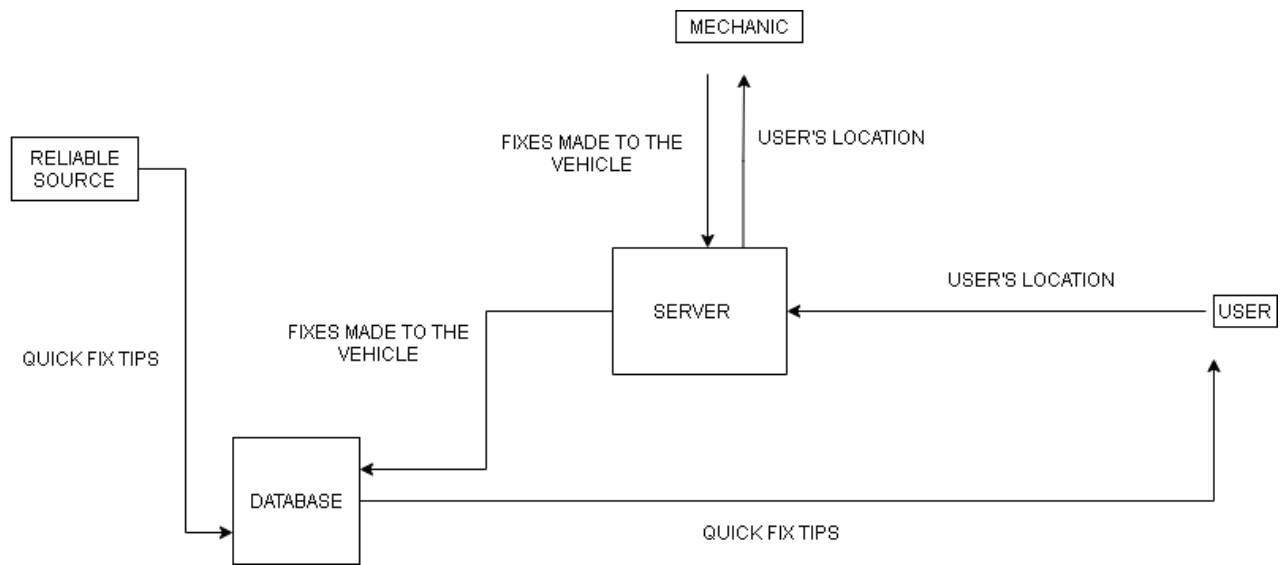 MECHANIC
FIXES MADE TO THE
VEHICLE
USER'S LOCATION
RELIABLE
SOURCE
USER'S LOCATION
SERVER
USER
FIXES MADE TO THE
VEHICLE
QUICK FIX TIPS
DATABASE
QUICK FIX TIPS